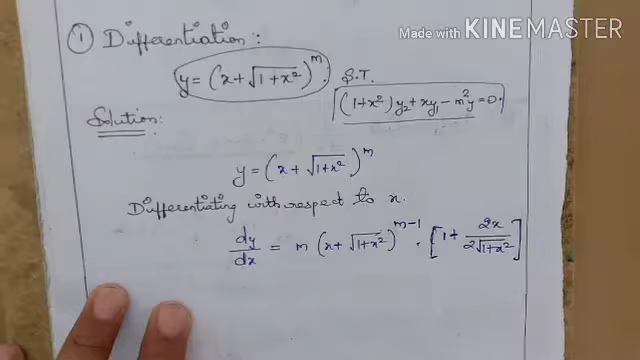 Made with KINEMASTER
① Differentiation:
y = (x + √1+x²)^m. S.T.
(1+x²) y₂ + xy₁ − m²y = 0.
Solution:
y = (x + √1+x²)^m
Differentiating with respect to x.
dy/dx = m (x + √1+x²)^m−1 . [1 + 2x/2√1+x²]